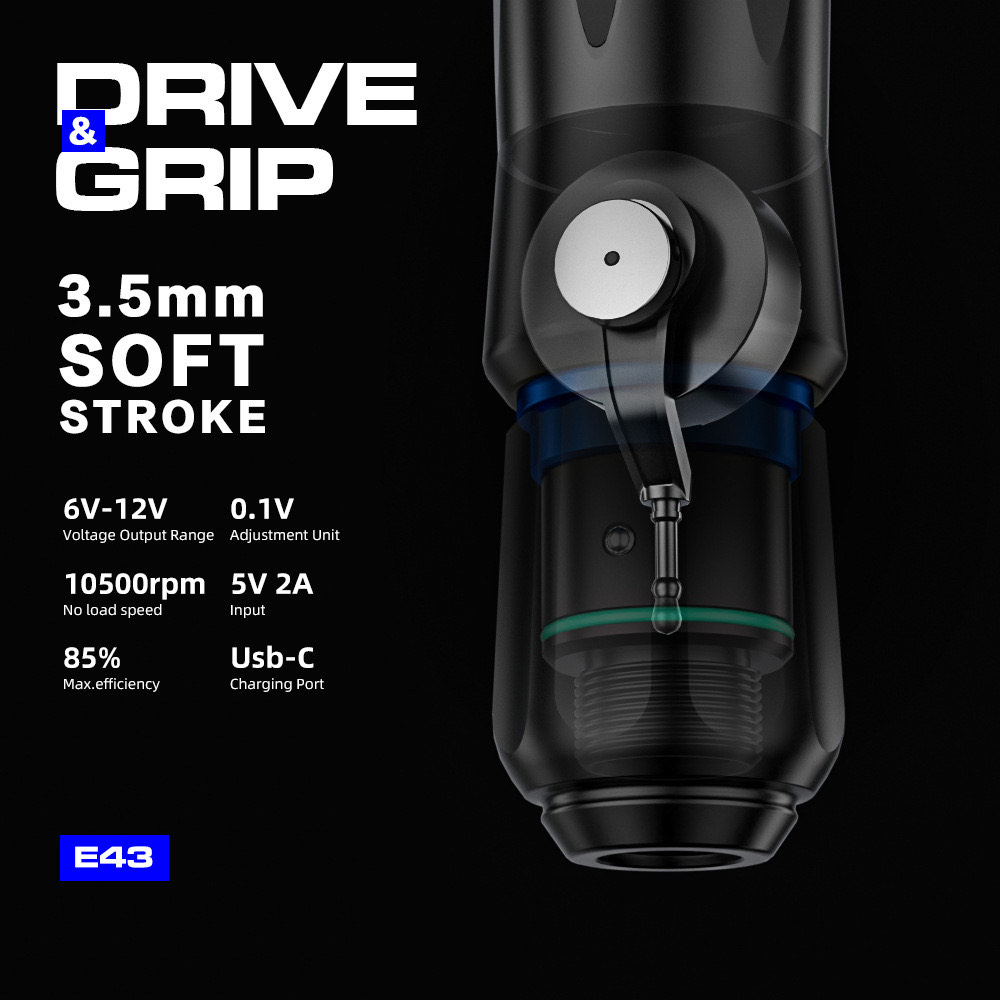 DRIVE
&
GRIP
3.5mm
SOFT
STROKE
6V-12V
Voltage Output Range
0.1V
Adjustment Unit
10500rpm
No load speed
5V 2A
Input
85%
Max.efficiency
Usb-C
Charging Port
E43